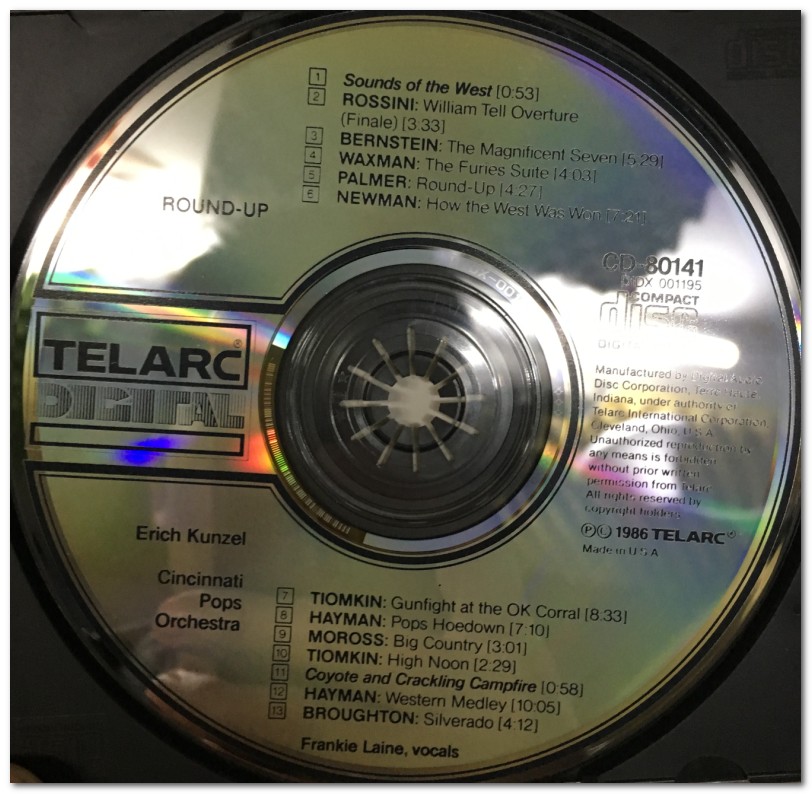 1 Sounds of the West [0:53]
2 ROSSINI: William Tell Overture
(Finale) [3:33]
3 BERNSTEIN: The Magnificent Seven [5:29]
4 WAXMAN: The Furies Suite [4:03]
5 PALMER: Round-Up [4:27]
6 NEWMAN: How the West Was Won [7:21]
ROUND-UP
CD-80141
DIDX 001195
COMPACT
disc
TELARC®
DIGITAL
Manufactured by
Disc Corporation, Terre Haute,
Indiana, under authority of
Telarc International Corporation,
Cleveland, Ohio, U.S.A.
Unauthorized reproduction by
any means is forbidden
without prior written
permission from Telarc.
All rights reserved by
copyright holders.
Ⓟ© 1986 TELARC®
Made in U.S.A.
Erich Kunzel
Cincinnati
Pops
Orchestra
7 TIOMKIN: Gunfight at the OK Corral [8:33]
8 HAYMAN: Pops Hoedown [7:10]
9 MOROSS: Big Country [3:01]
10 TIOMKIN: High Noon [2:29]
11 Coyote and Crackling Campfire [0:58]
12 HAYMAN: Western Medley [10:05]
13 BROUGHTON: Silverado [4:12]
Frankie Laine, vocals